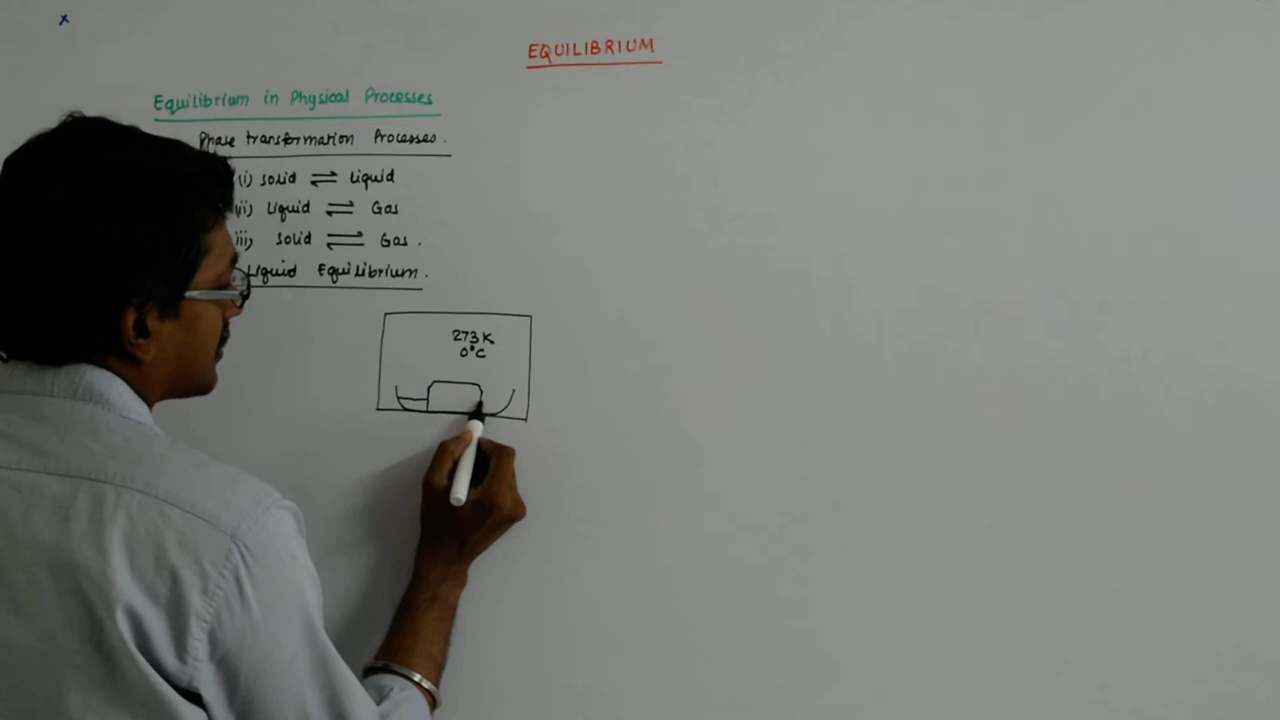 x
EQUILIBRIUM
Equilibrium in Physical Processes
Phase transformation Processes.
(i) Solid ⇌ Liquid
ii) Liquid ⇌ Gas
iii) Solid ⇌ Gas.
Liquid Equilibrium.
273 K
0°C